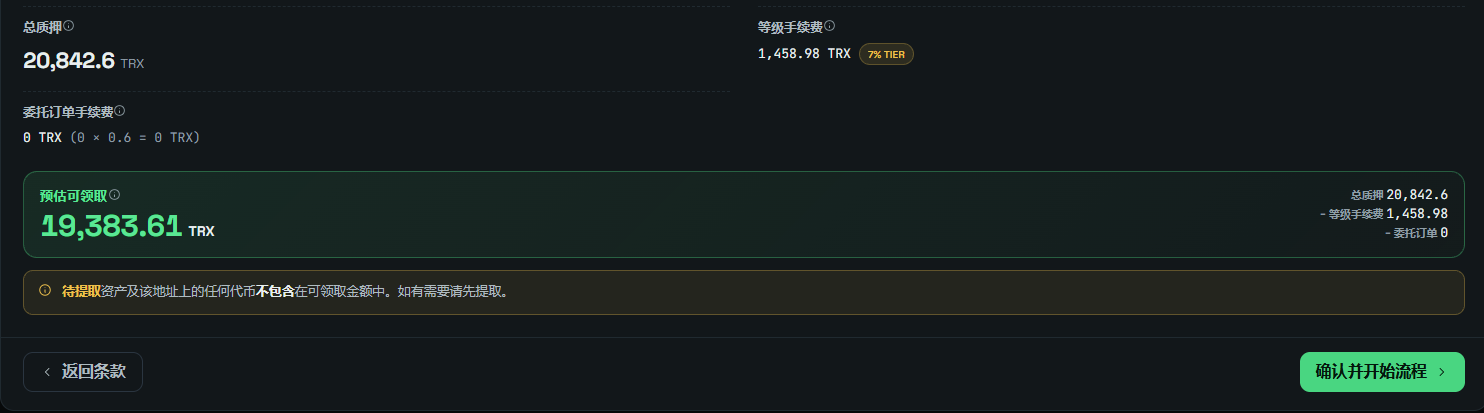 总质押
20,842.6 TRX
等级手续费
1,458.98 TRX 7% TIER
委托订单手续费
0 TRX (0 × 0.6 = 0 TRX)
预估可领取
19,383.61 TRX
总质押 20,842.6
- 等级手续费 1,458.98
- 委托订单 0
待提取资产及该地址上的任何代币不包含在可领取金额中。如有需要请先提取。
返回条款
确认并开始流程